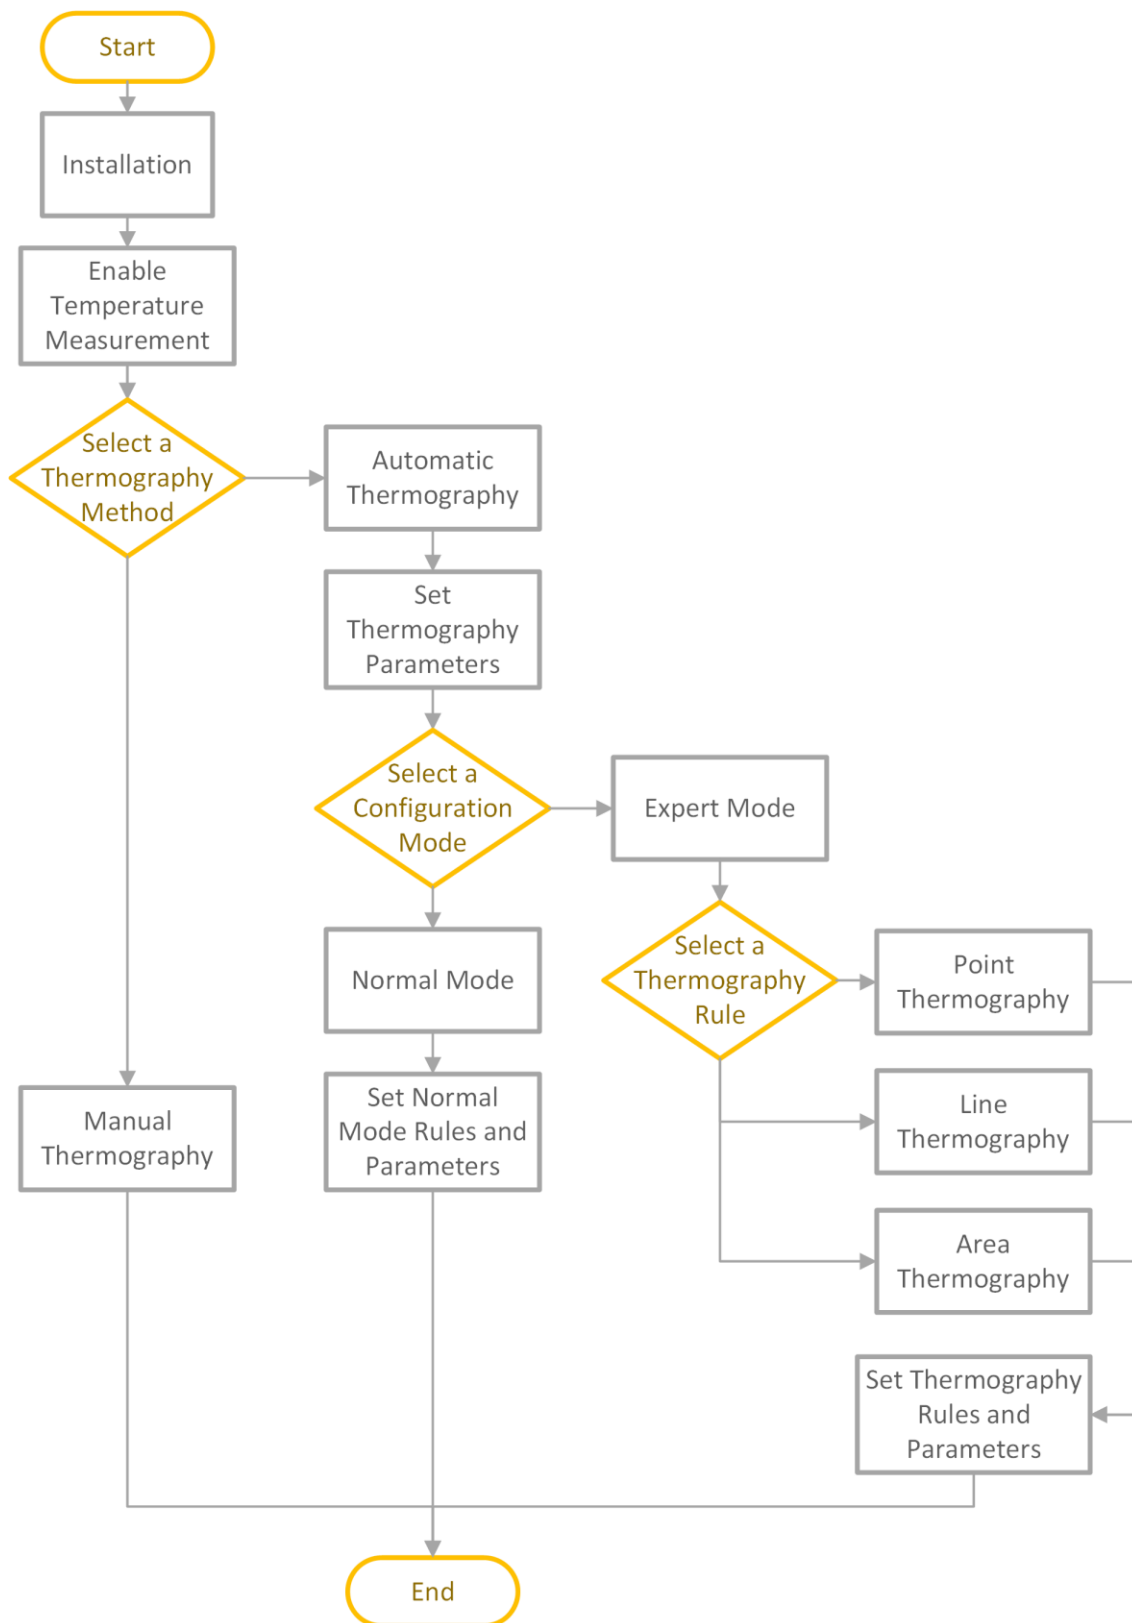 Start
Installation
Enable
Temperature
Measurement
Select a
Thermography
Method
Automatic
Thermography
Set
Thermography
Parameters
Select a
Configuration
Mode
Expert Mode
Normal Mode
Select a
Thermography
Rule
Point
Thermography
Line
Thermography
Area
Thermography
Manual
Thermography
Set Normal
Mode Rules and
Parameters
Set Thermography
Rules and
Parameters
End